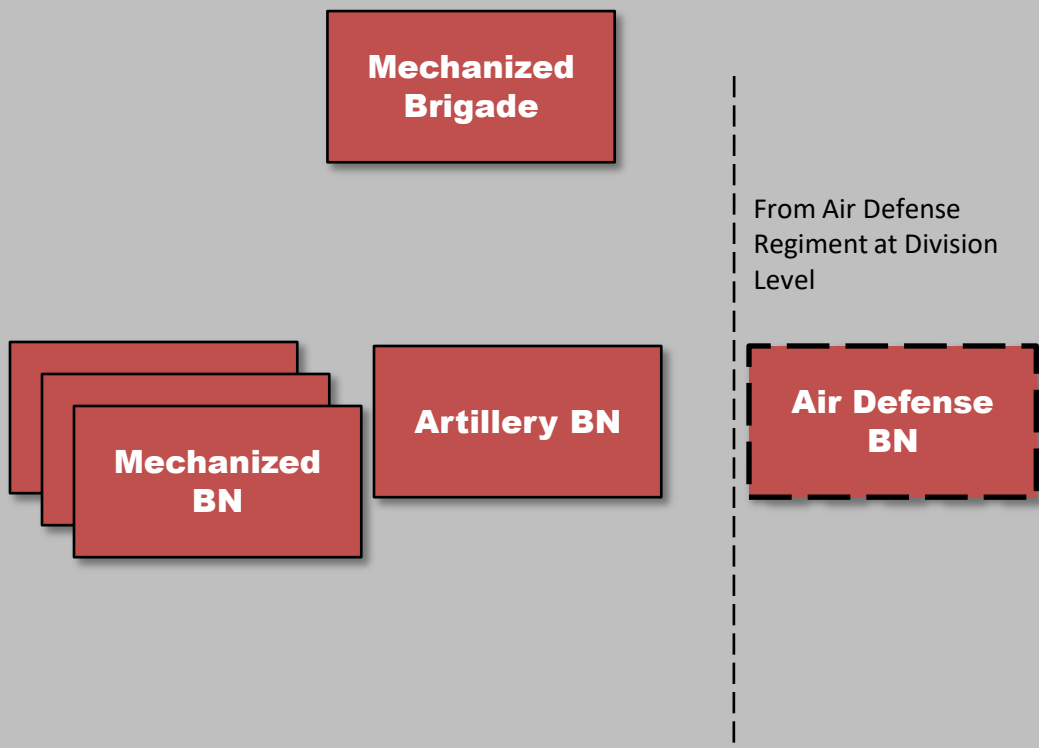 Mechanized
Brigade
From Air Defense
Regiment at Division
Level
Mechanized
BN
Artillery BN
Air Defense
BN